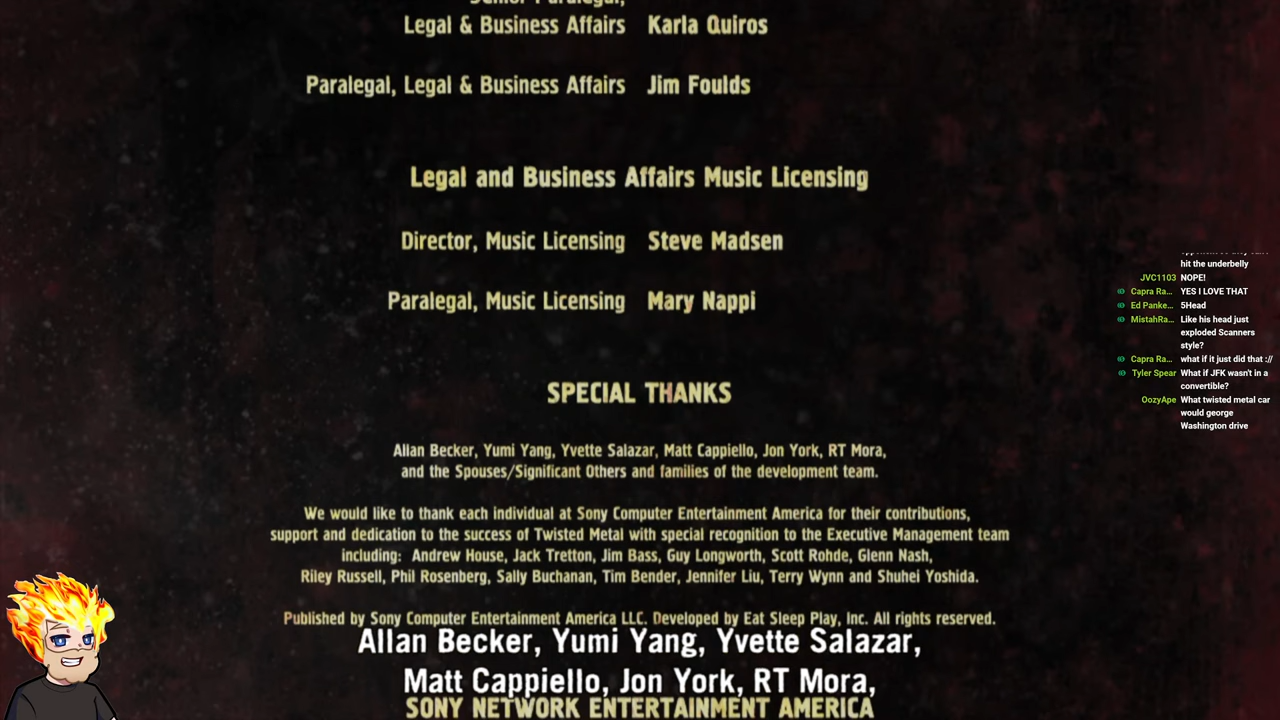 Legal & Business Affairs Karla Quiros
Paralegal, Legal & Business Affairs Jim Foulds
Legal and Business Affairs Music Licensing
Director, Music Licensing Steve Madsen
Paralegal, Music Licensing Mary Nappi
SPECIAL THANKS
Allan Becker, Yumi Yang, Yvette Salazar, Matt Cappiello, Jon York, RT Mora,
and the Spouses/Significant Others and families of the development team.
We would like to thank each individual at Sony Computer Entertainment America for their contributions,
support and dedication to the success of Twisted Metal with special recognition to the Executive Management team
including: Andrew House, Jack Tretton, Jim Bass, Guy Longworth, Scott Rohde, Glenn Nash,
Riley Russell, Phil Rosenberg, Sally Buchanan, Tim Bender, Jennifer Liu, Terry Wynn and Shuhei Yoshida.
Published by Sony Computer Entertainment America LLC. Developed by Eat Sleep Play, Inc. All rights reserved.
Allan Becker, Yumi Yang, Yvette Salazar,
Matt Cappiello, Jon York, RT Mora,
SONY NETWORK ENTERTAINMENT AMERICA
hit the underbelly
JVC1103 NOPE!
Capra Ra... YES I LOVE THAT
Ed Panke... 5Head
MistahRa... Like his head just
exploded Scanners
style?
Capra Ra... what if it just did that ://
Tyler Spear What if JFK wasn't in a
convertible?
OozyApe What twisted metal car
would george
Washington drive